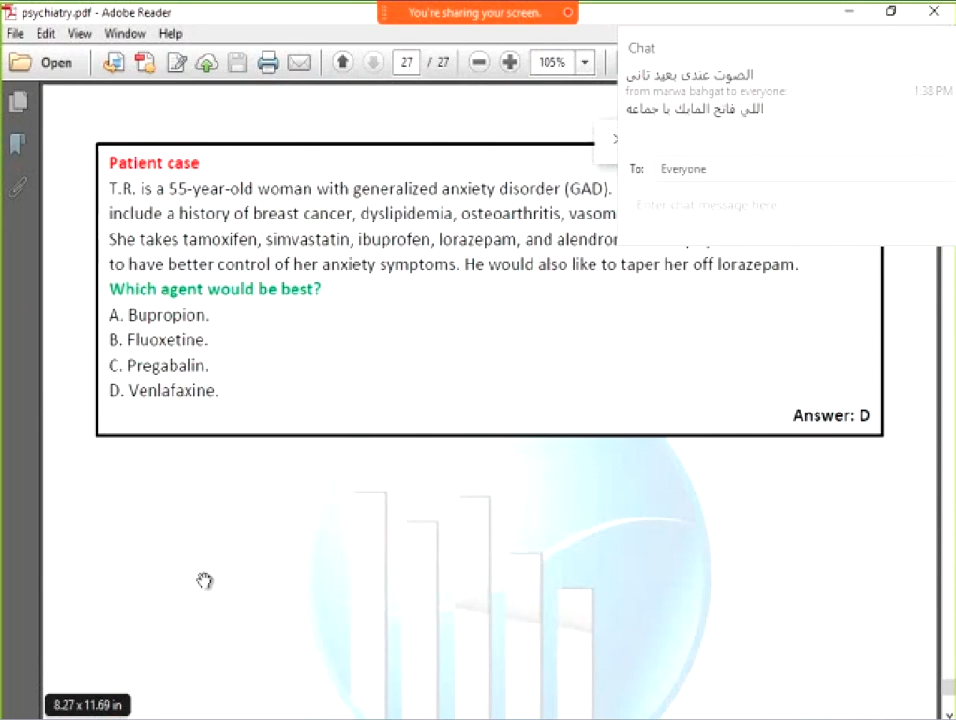 psychiatry.pdf - Adobe Reader
You're sharing your screen.
File Edit View Window Help
Open
27 / 27
105%
Chat
الصوت عندى بعيد تانى
from marwa bahgat to everyone:
1:38 PM
اللي فاتح المايك يا جماعه
To: Everyone
Enter chat message here
Patient case
T.R. is a 55-year-old woman with generalized anxiety disorder (GAD).
include a history of breast cancer, dyslipidemia, osteoarthritis, vasom
She takes tamoxifen, simvastatin, ibuprofen, lorazepam, and alendron
to have better control of her anxiety symptoms. He would also like to taper her off lorazepam.
Which agent would be best?
A. Bupropion.
B. Fluoxetine.
C. Pregabalin.
D. Venlafaxine.
Answer: D
8.27 x 11.69 in